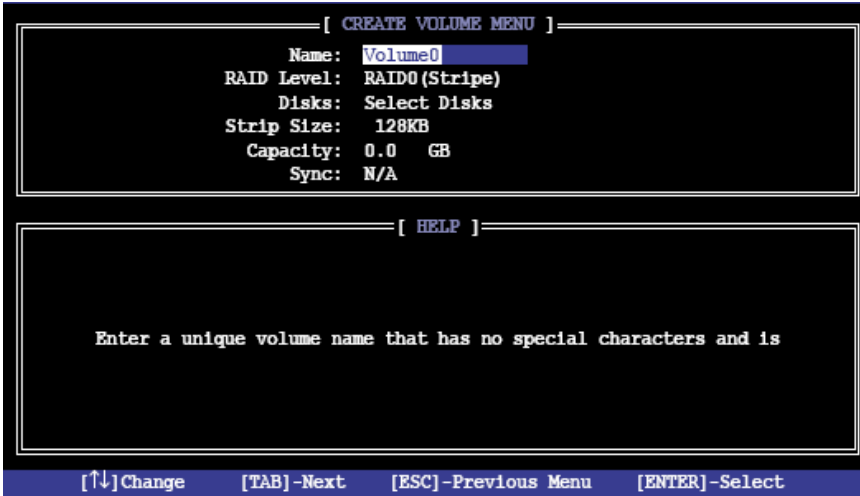 [ CREATE VOLUME MENU ]
Name: Volume0
RAID Level: RAID0(Stripe)
Disks: Select Disks
Strip Size: 128KB
Capacity: 0.0 GB
Sync: N/A
[ HELP ]
Enter a unique volume name that has no special characters and is
[↑↓]Change [TAB]-Next [ESC]-Previous Menu [ENTER]-Select